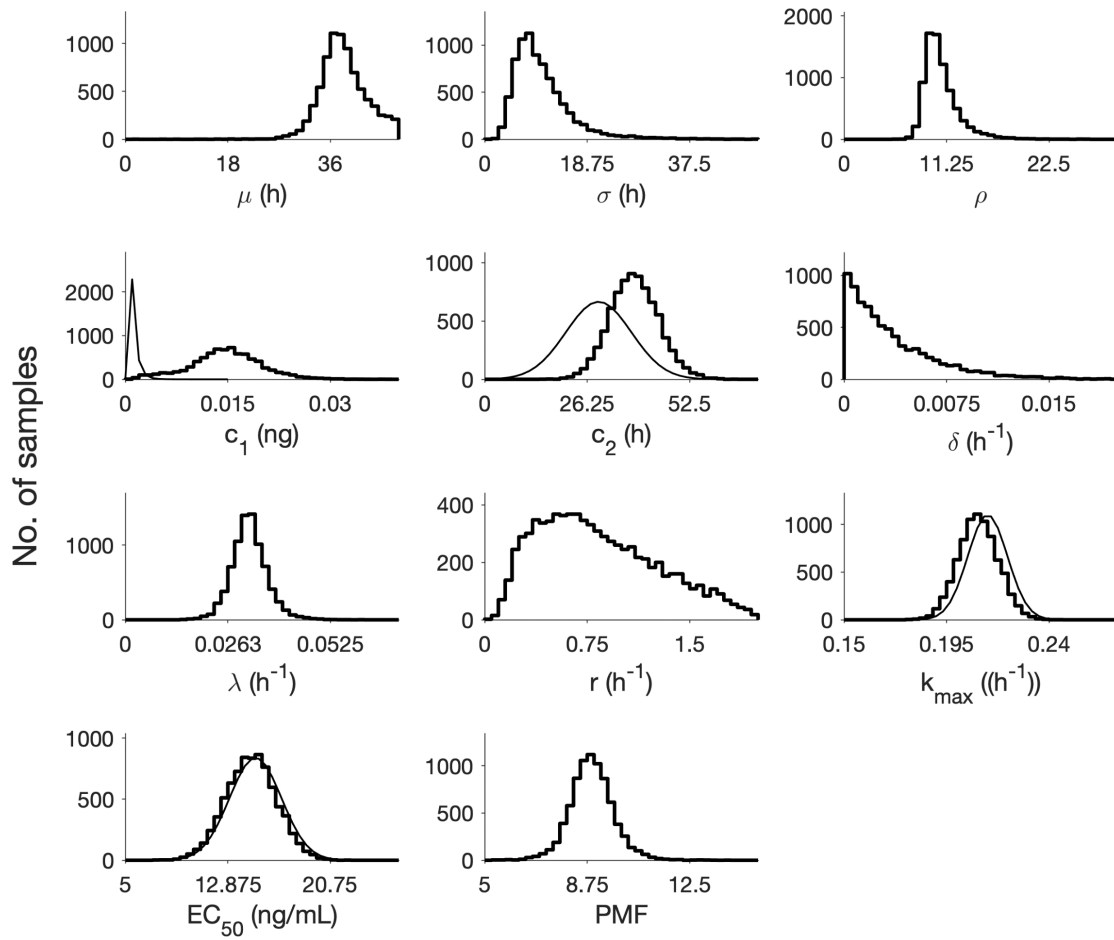 1000
500
0
0 18 36
μ (h)
1000
500
0
0 18.75 37.5
σ (h)
2000
1000
0
0 11.25 22.5
ρ
No. of samples
2000
1000
0
0 0.015 0.03
c₁ (ng)
1000
500
0
0 26.25 52.5
c₂ (h)
1000
500
0
0 0.0075 0.015
δ (h⁻¹)
1000
0
0 0.0263 0.0525
λ (h⁻¹)
400
200
0
0 0.75 1.5
r (h⁻¹)
1000
500
0
0.15 0.195 0.24
kₘₐₓ ((h⁻¹))
1000
500
0
5 12.875 20.75
EC₅₀ (ng/mL)
1000
500
0
5 8.75 12.5
PMF